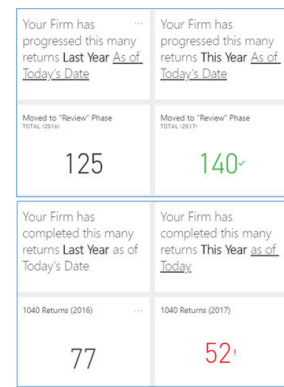 Your Firm has ...
progressed this many
returns Last Year As of
Today's Date
Your Firm has
progressed this many
returns This Year As of
Today's Date
Moved to "Review" Phase
TOTAL (2016)
125
Moved to "Review" Phase
TOTAL (2017)
140✓
Your Firm has
completed this many
returns Last Year as of
Today's Date
Your Firm has
completed this many
returns This Year as of
Today
1040 Returns (2016) ...
77
1040 Returns (2017)
52!